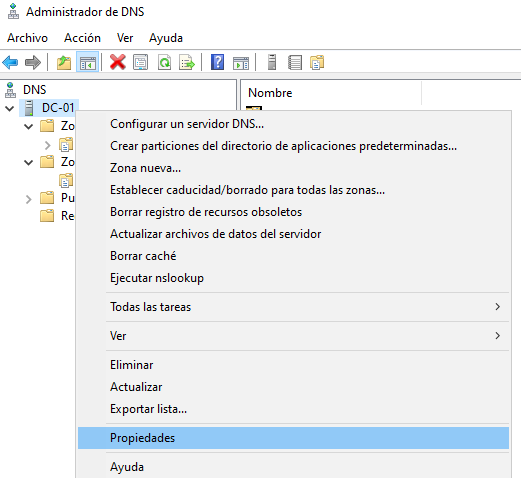 Administrador de DNS
Archivo Acción Ver Ayuda
DNS
Nombre
DC-01
Zo
Zo
Pu
Re
Configurar un servidor DNS...
Crear particiones del directorio de aplicaciones predeterminadas...
Zona nueva...
Establecer caducidad/borrado para todas las zonas...
Borrar registro de recursos obsoletos
Actualizar archivos de datos del servidor
Borrar caché
Ejecutar nslookup
Todas las tareas
Ver
Eliminar
Actualizar
Exportar lista...
Propiedades
Ayuda